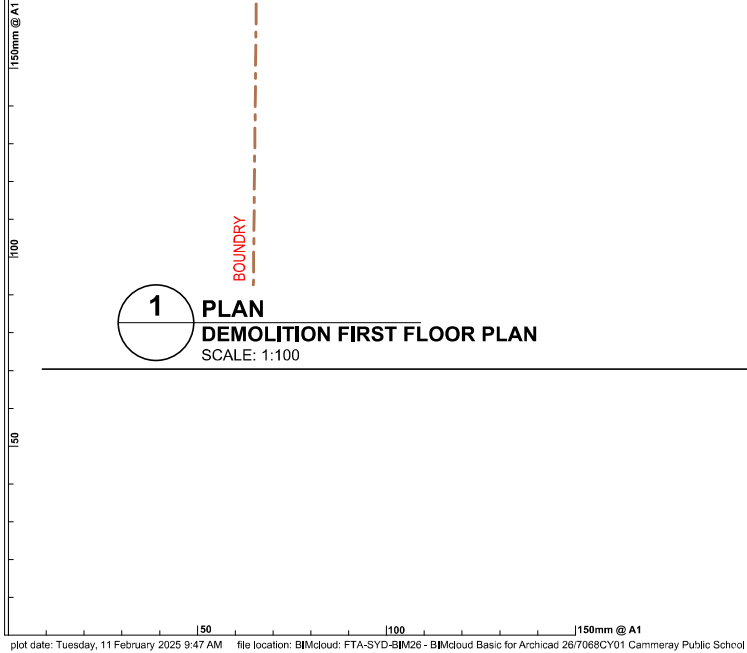 150mm @ A1
100
BOUNDRY
1
PLAN
DEMOLITION FIRST FLOOR PLAN
SCALE: 1:100
50
50
100
150mm @ A1
plot date: Tuesday, 11 February 2025 9:47 AM file location: BIMcloud: FTA-SYD-BIM26 - BIMcloud Basic for Archicad 26/7068CY01 Cammeray Public School